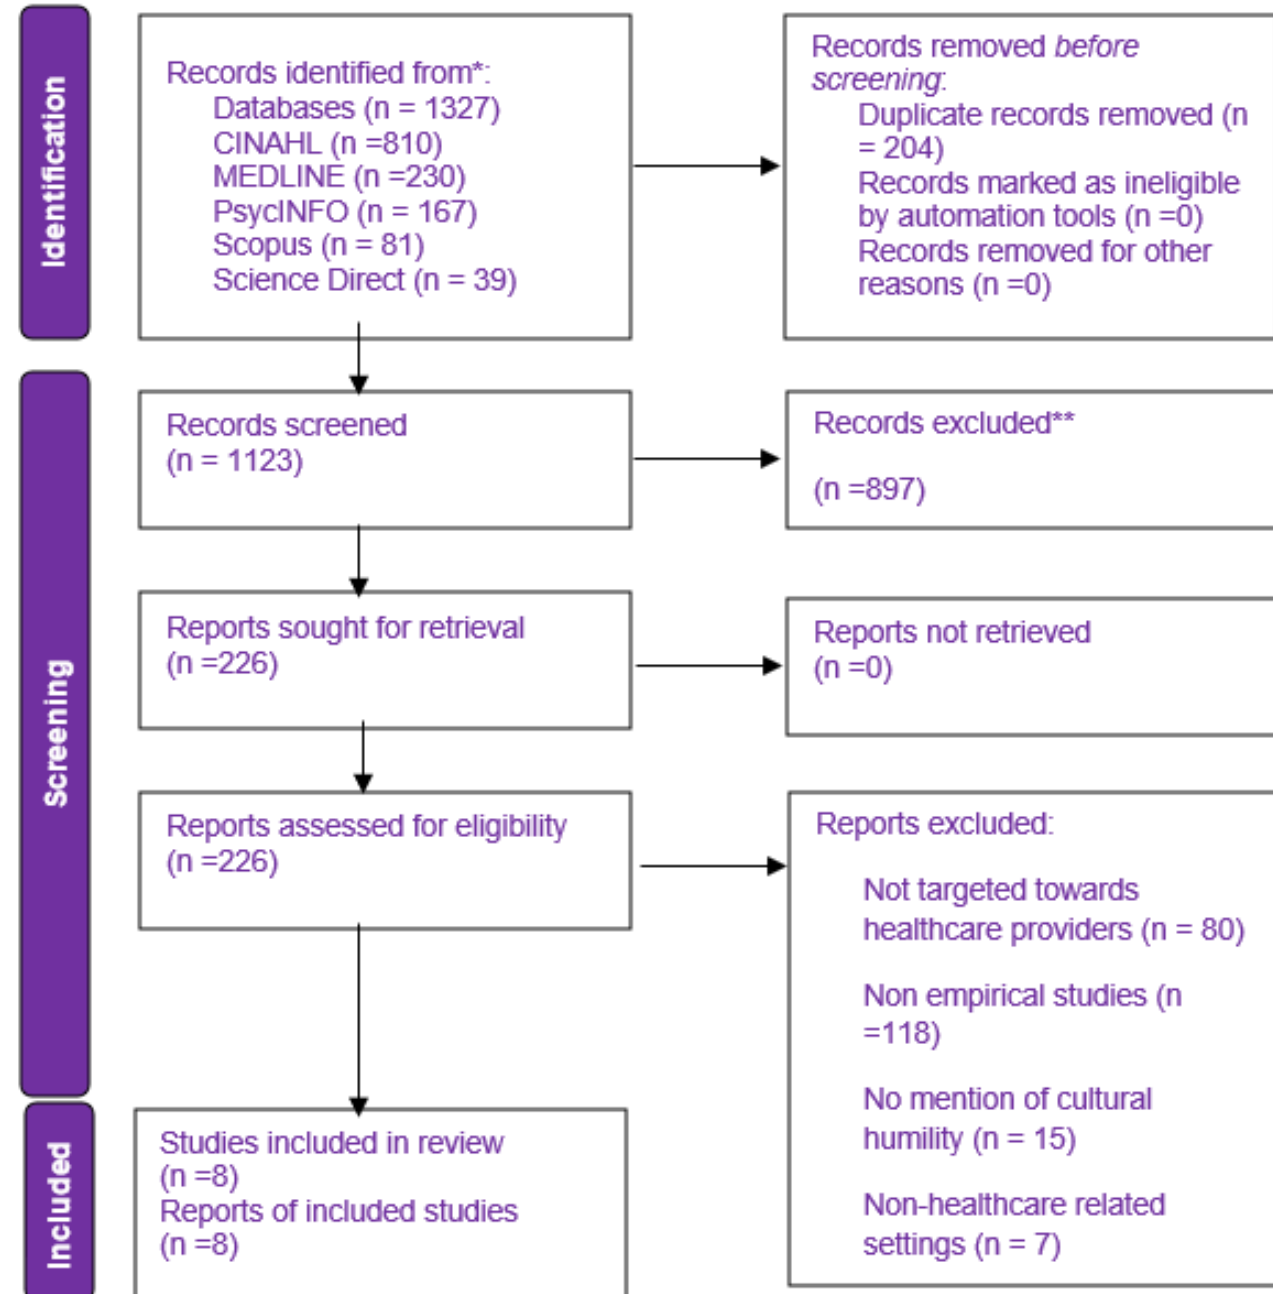 Identification
Records identified from*:
Databases (n = 1327)
CINAHL (n =810)
MEDLINE (n =230)
PsycINFO (n = 167)
Scopus (n = 81)
Science Direct (n = 39)
Records removed before
screening:
Duplicate records removed (n
= 204)
Records marked as ineligible
by automation tools (n =0)
Records removed for other
reasons (n =0)
Screening
Records screened
(n = 1123)
Records excluded**
(n =897)
Reports sought for retrieval
(n =226)
Reports not retrieved
(n =0)
Reports assessed for eligibility
(n =226)
Reports excluded:
Not targeted towards
healthcare providers (n = 80)
Non empirical studies (n
=118)
No mention of cultural
humility (n = 15)
Non-healthcare related
settings (n = 7)
Included
Studies included in review
(n =8)
Reports of included studies
(n =8)